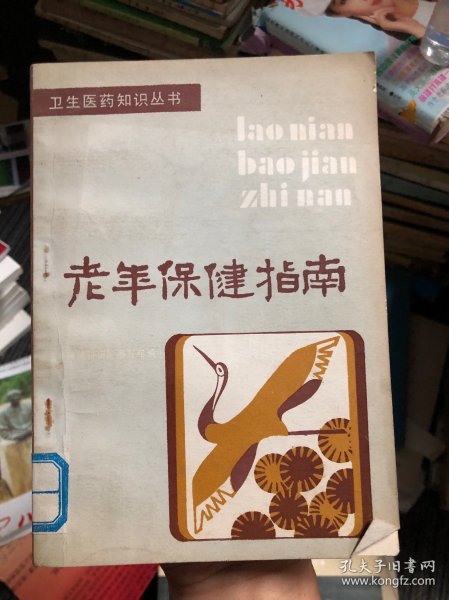 卫生医药知识丛书
lao nian
bao jian
zhi nan
老年保健指南
孔夫子旧书网
www.kongfz.com